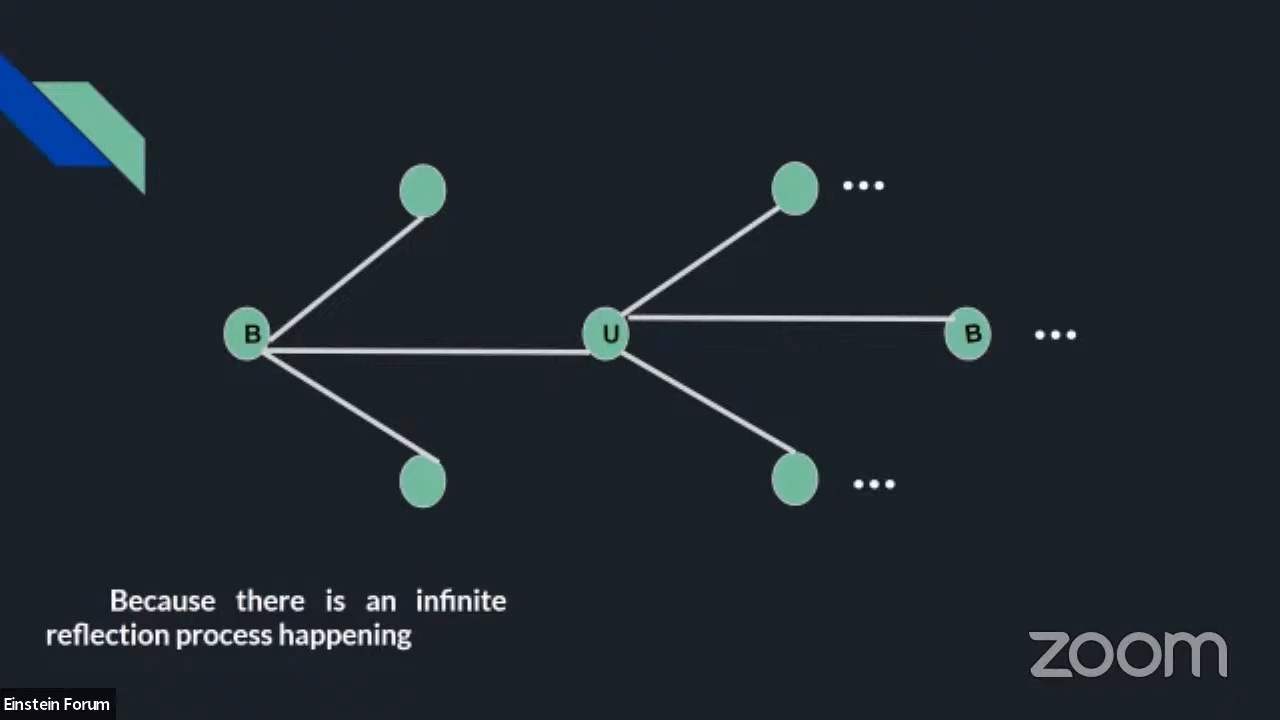 B
U
B
Because there is an infinite
reflection process happening
zoom
Einstein Forum